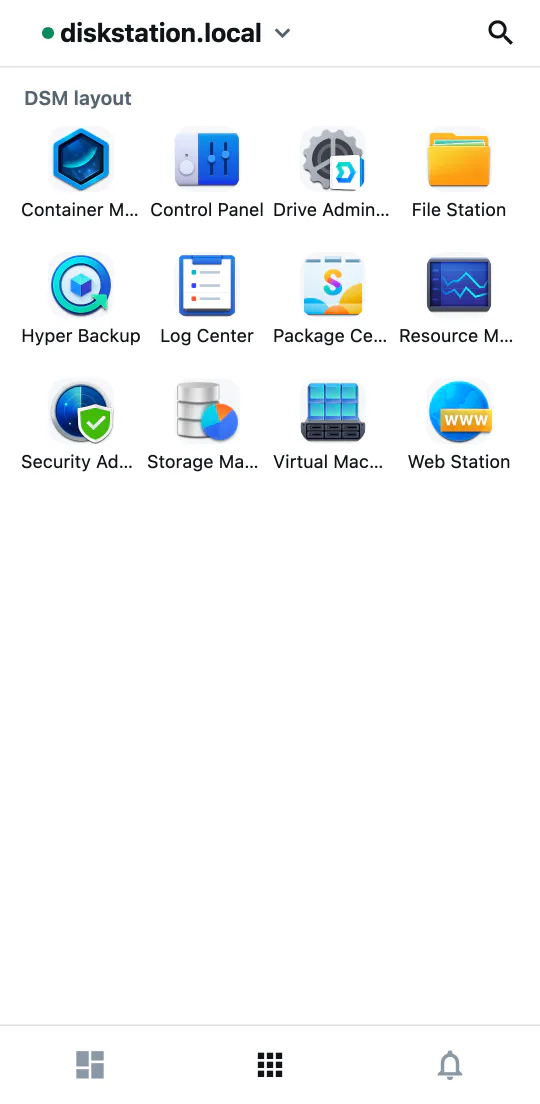 diskstation.local
DSM layout
Container M... Control Panel Drive Admin... File Station
Hyper Backup Log Center Package Ce... Resource M...
WWW
Security Ad... Storage Ma... Virtual Mac... Web Station